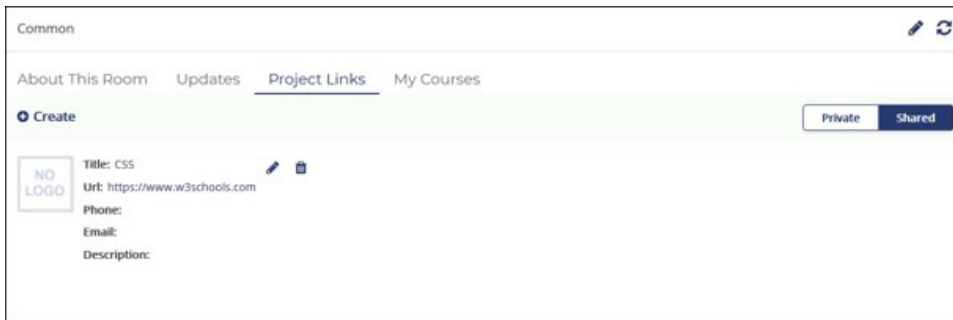 Common
About This Room Updates Project Links My Courses
Create Private Shared
NO LOGO
Title: CSS
Url: https://www.w3schools.com
Phone:
Email:
Description: